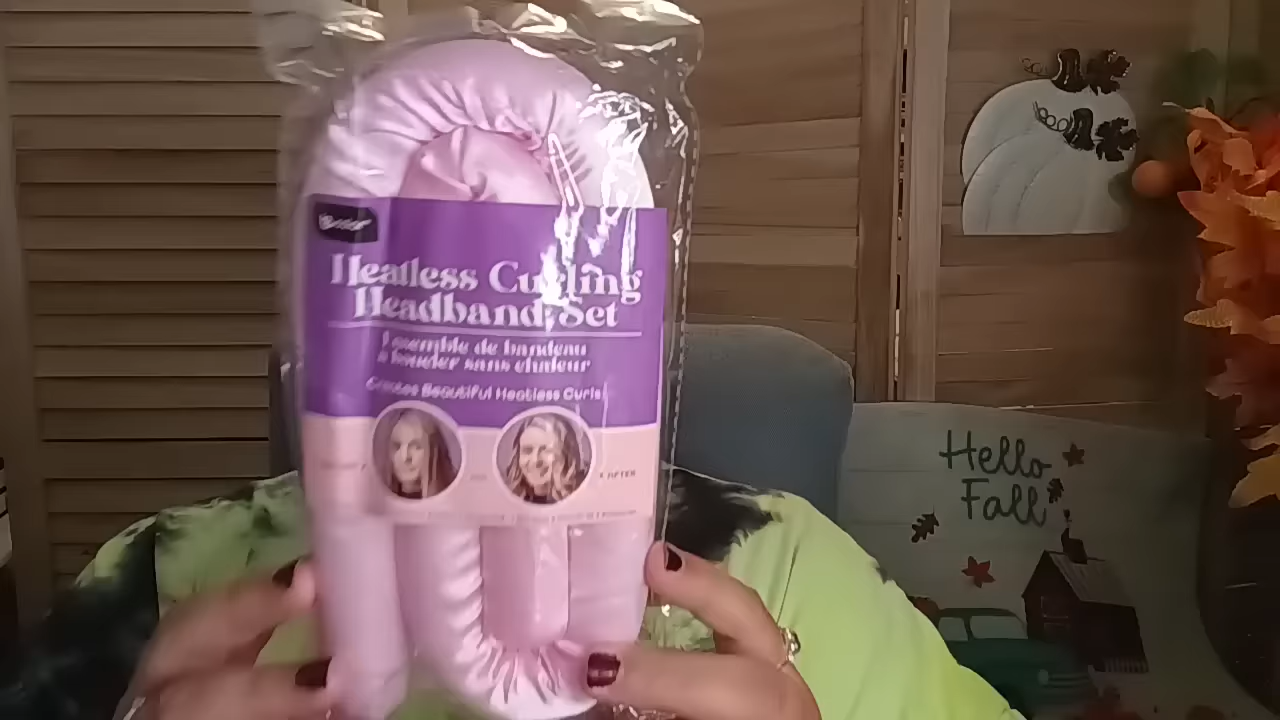 Heatless Curling
Headband Set
Ensemble de bandeau
à boucler sans chaleur
Creates Beautiful Heatless Curls
AFTER
Hello
Fall